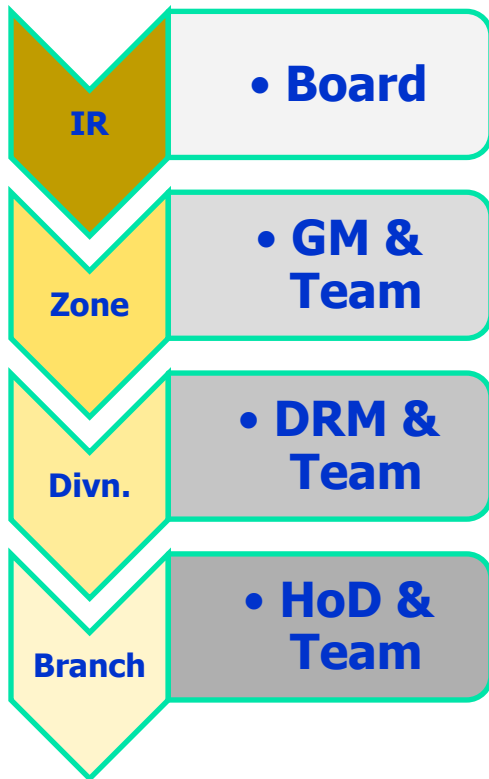 IR
• Board
Zone
• GM &
Team
Divn.
• DRM &
Team
Branch
• HoD &
Team